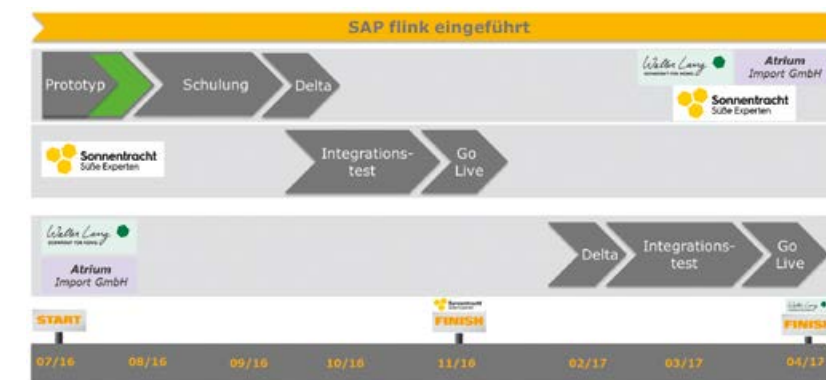 SAP flink eingeführt
Prototyp
Schulung
Delta
Walter Lang
Atrium
Import GmbH
Sonnentracht
Süße Experten
Sonnentracht
Süße Experten
Integrations-
test
Go
Live
Walter Lang
Atrium
Import GmbH
Delta
Integrations-
test
Go
Live
START
Sonnentracht
FINISH
FINISH
07/16
08/16
09/16
10/16
11/16
02/17
03/17
04/17